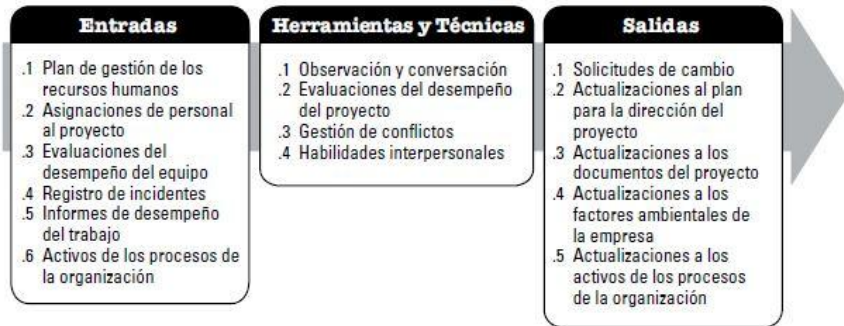 Entradas
.1 Plan de gestión de los
recursos humanos
.2 Asignaciones de personal
al proyecto
.3 Evaluaciones del
desempeño del equipo
.4 Registro de incidentes
.5 Informes de desempeño
del trabajo
.6 Activos de los procesos de
la organización
Herramientas y Técnicas
.1 Observación y conversación
.2 Evaluaciones del desempeño
del proyecto
.3 Gestión de conflictos
.4 Habilidades interpersonales
Salidas
.1 Solicitudes de cambio
.2 Actualizaciones al plan
para la dirección del
proyecto
.3 Actualizaciones a los
documentos del proyecto
.4 Actualizaciones a los
factores ambientales de
la empresa
.5 Actualizaciones a los
activos de los procesos
de la organización